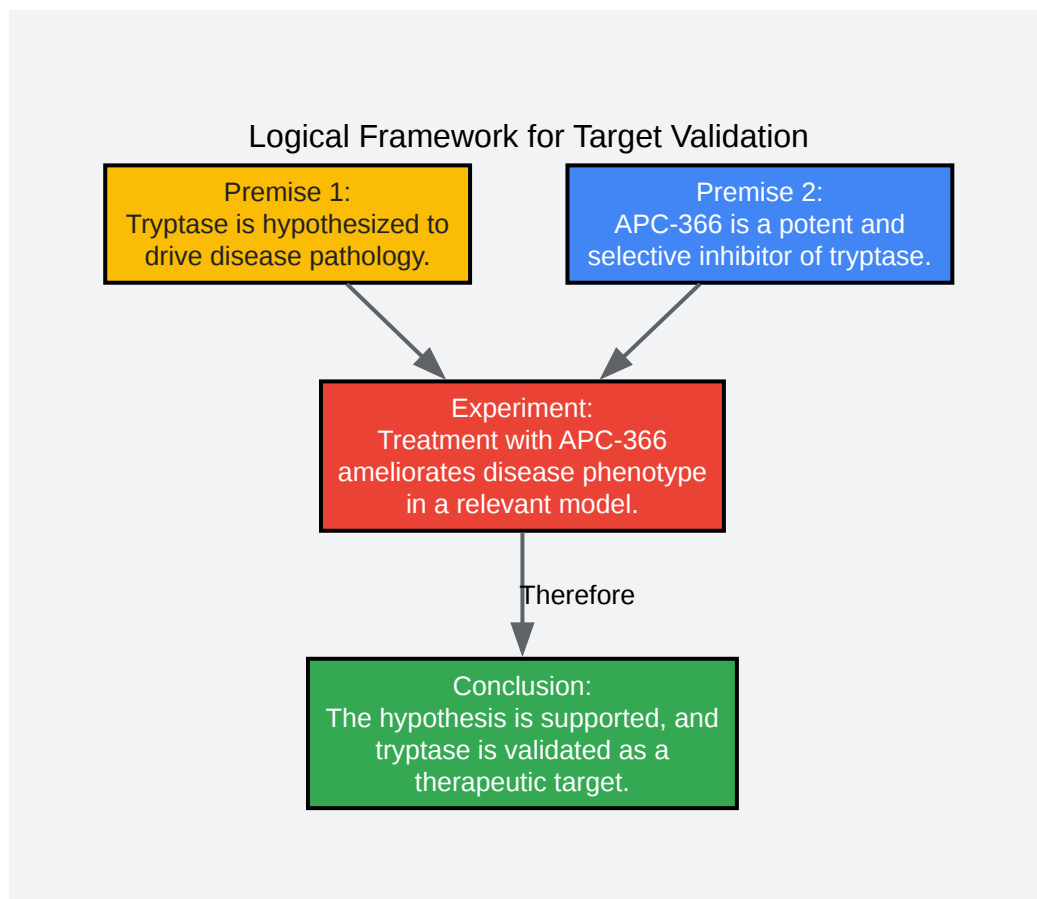 Logical Framework for Target Validation
Premise 1:
Tryptase is hypothesized to
drive disease pathology.
Premise 2:
APC-366 is a potent and
selective inhibitor of tryptase.
Experiment:
Treatment with APC-366
ameliorates disease phenotype
in a relevant model.
Therefore
Conclusion:
The hypothesis is supported, and
tryptase is validated as a
therapeutic target.